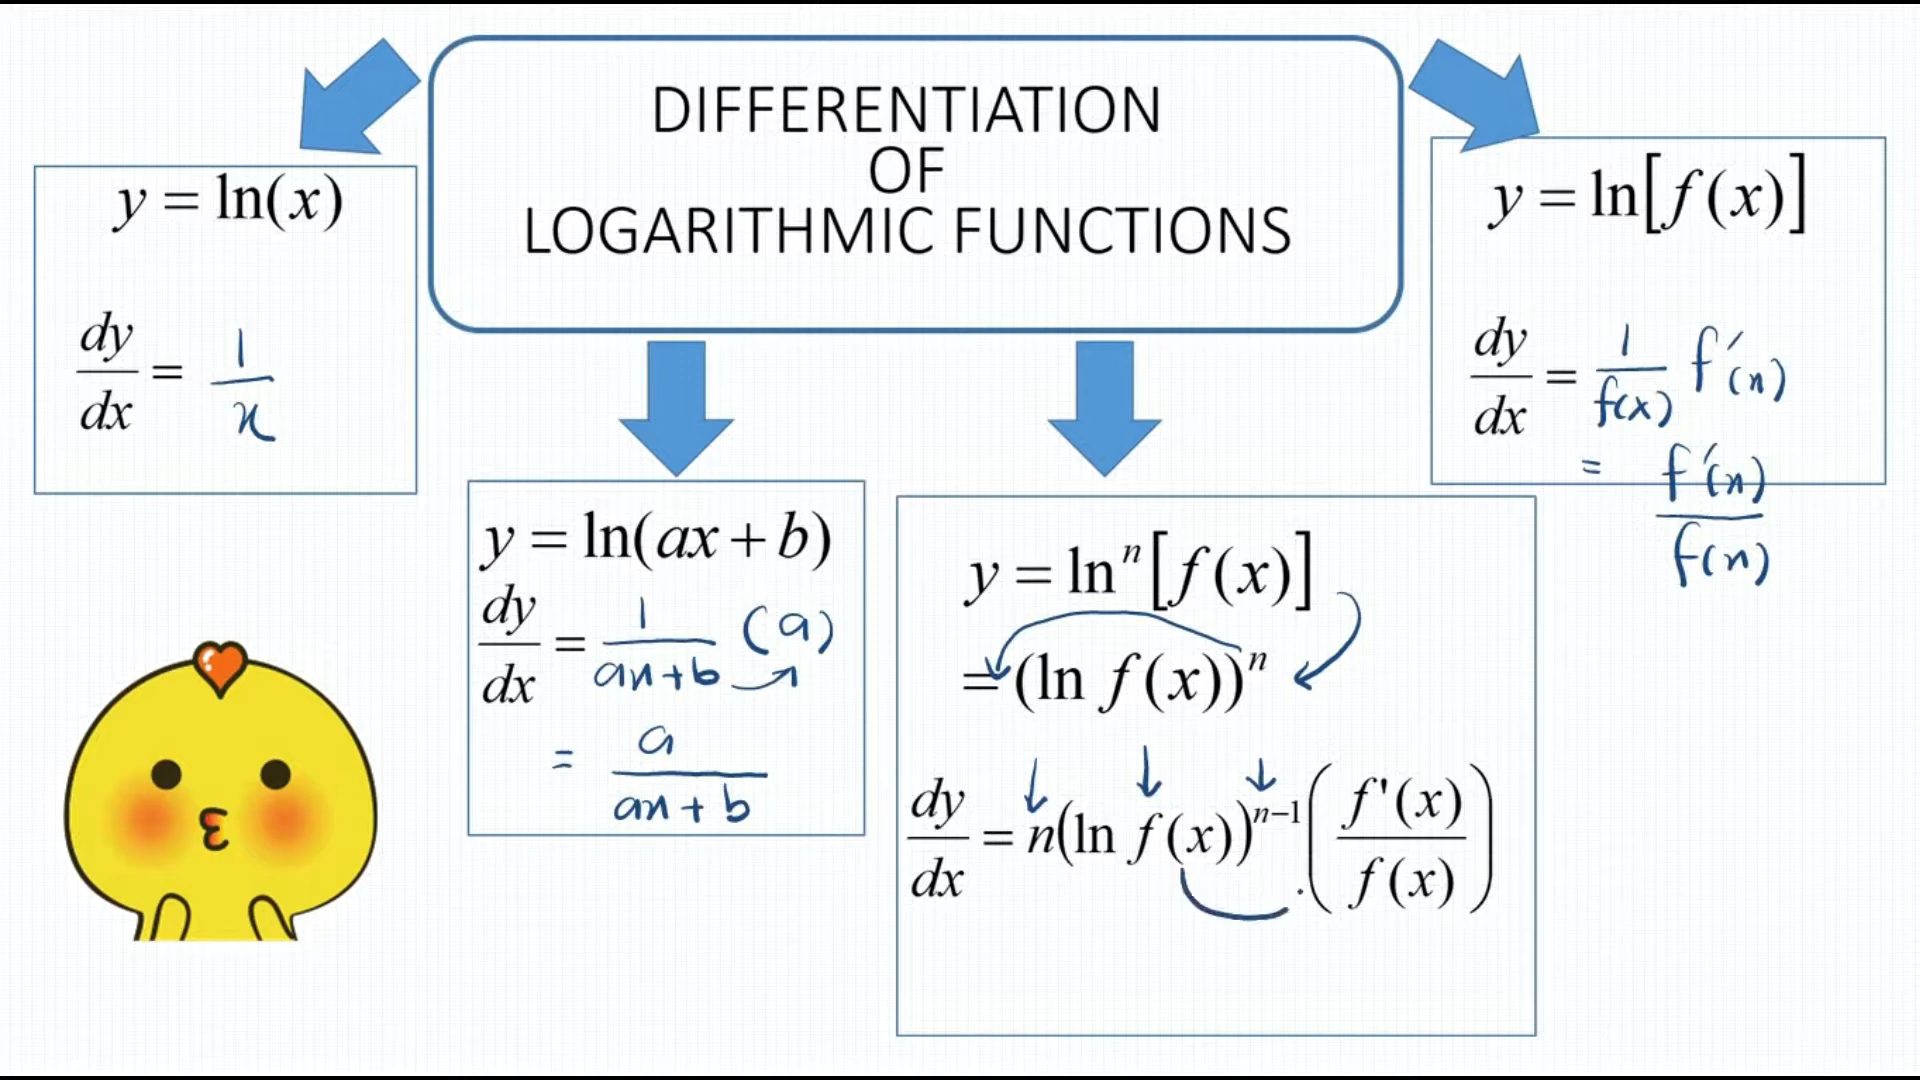 DIFFERENTIATION
OF
LOGARITHMIC FUNCTIONS
y = ln(x)
dy/dx = 1/x
y = ln(ax + b)
dy/dx = 1/(ax+b) (a)
= a/(ax+b)
y = lnⁿ[f(x)]
= (ln f(x))ⁿ
dy/dx = n(ln f(x))ⁿ⁻¹ . (f'(x)/f(x))
y = ln[f(x)]
dy/dx = 1/f(x) f'(x)
= f'(x)/f(x)